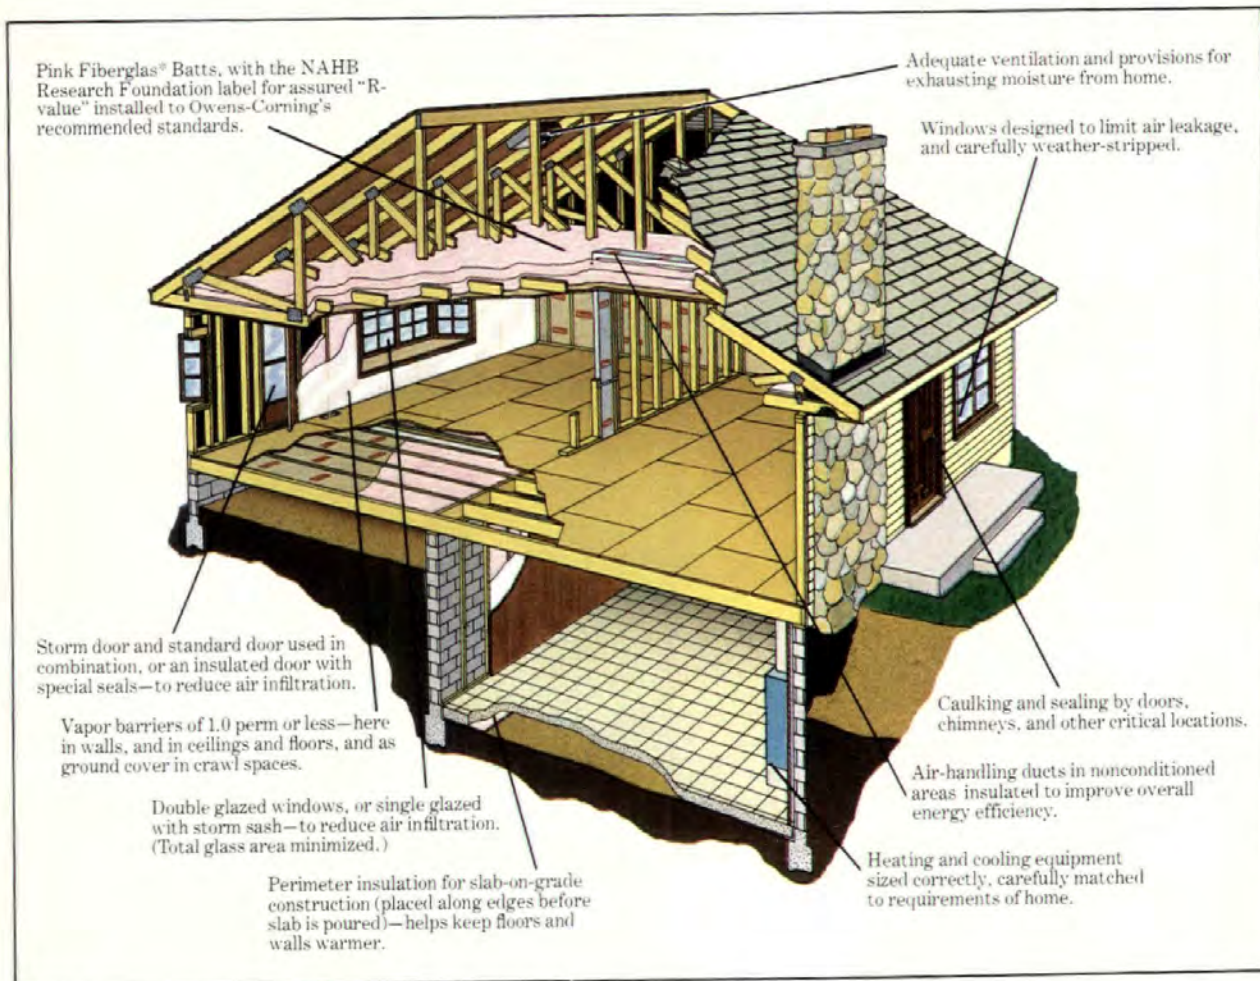 Pink Fiberglas® Batts, with the NAHB
Research Foundation label for assured "R-
value" installed to Owens-Corning's
recommended standards.
Adequate ventilation and provisions for
exhausting moisture from home.
Windows designed to limit air leakage,
and carefully weather-stripped.
Storm door and standard door used in
combination, or an insulated door with
special seals—to reduce air infiltration.
Vapor barriers of 1.0 perm or less—here
in walls, and in ceilings and floors, and as
ground cover in crawl spaces.
Double glazed windows, or single glazed
with storm sash—to reduce air infiltration.
(Total glass area minimized.)
Perimeter insulation for slab-on-grade
construction (placed along edges before
slab is poured)—helps keep floors and
walls warmer.
Caulking and sealing by doors,
chimneys, and other critical locations.
Air-handling ducts in nonconditioned
areas insulated to improve overall
energy efficiency.
Heating and cooling equipment
sized correctly, carefully matched
to requirements of home.